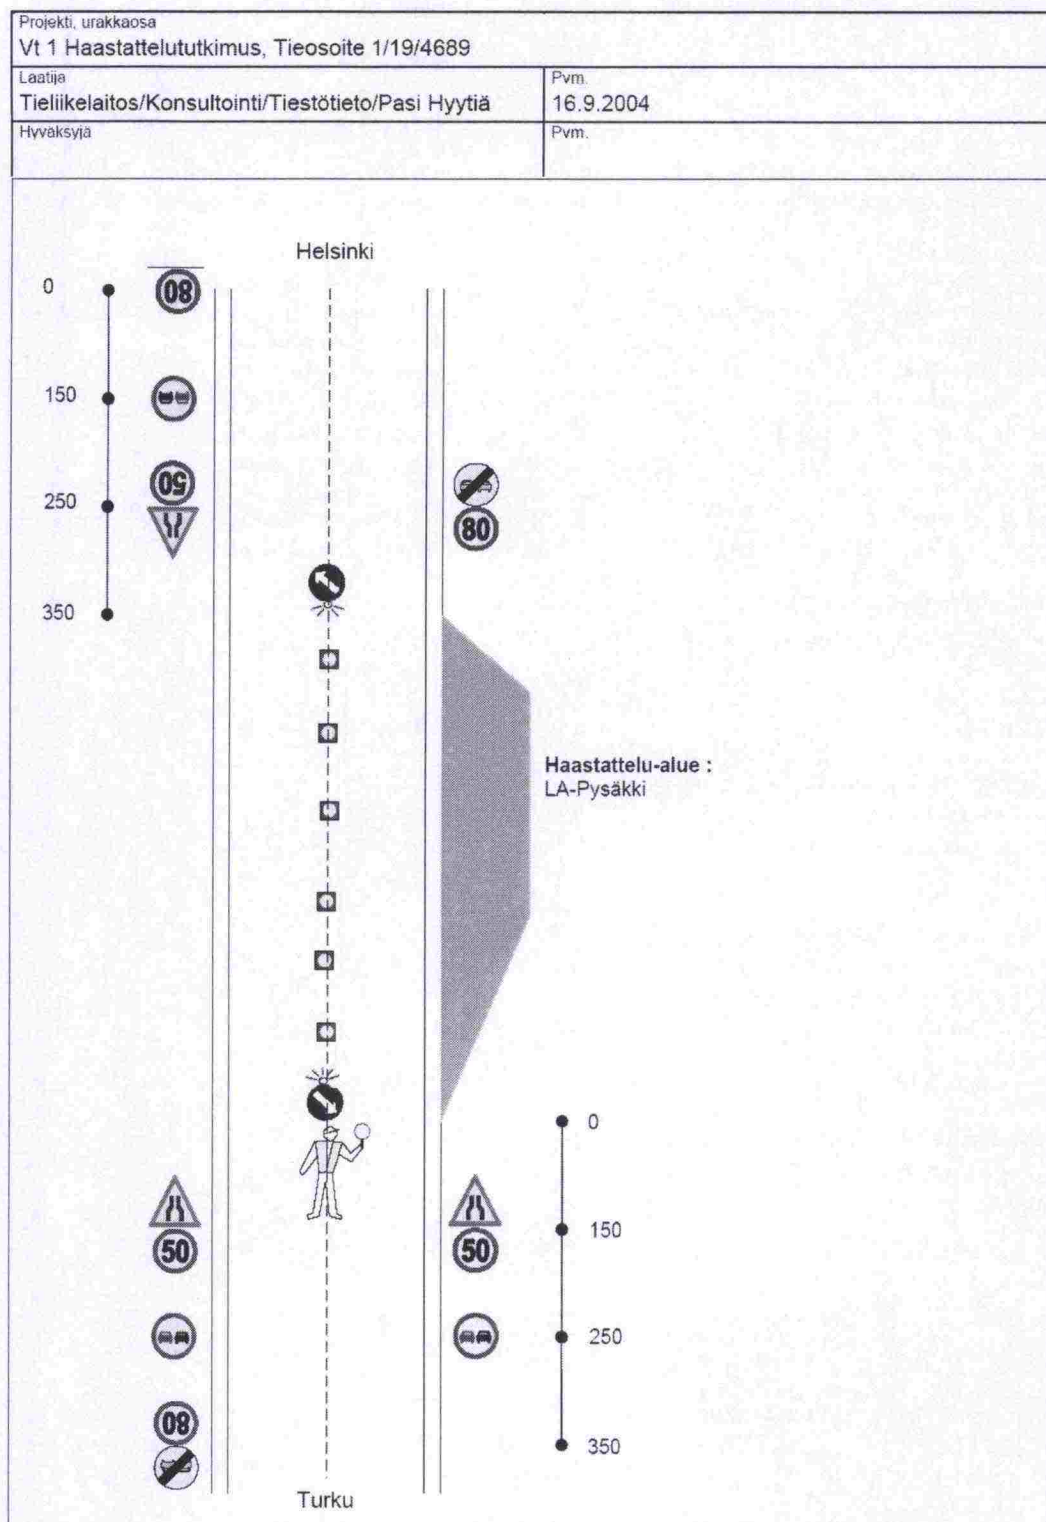 Projekti, urakkaosa
Vt 1 Haastattelututkimus, Tieosoite 1/19/4689
Laatija
Tieliikelaitos/Konsultointi/Tiestötieto/Pasi Hyytiä
Pvm.
16.9.2004
Hyväksyjä
Pvm.
Helsinki
0
80
150
50
250
80
350
Haastattelu-alue :
LA-Pysäkki
0
150
50
50
250
80
350
Turku